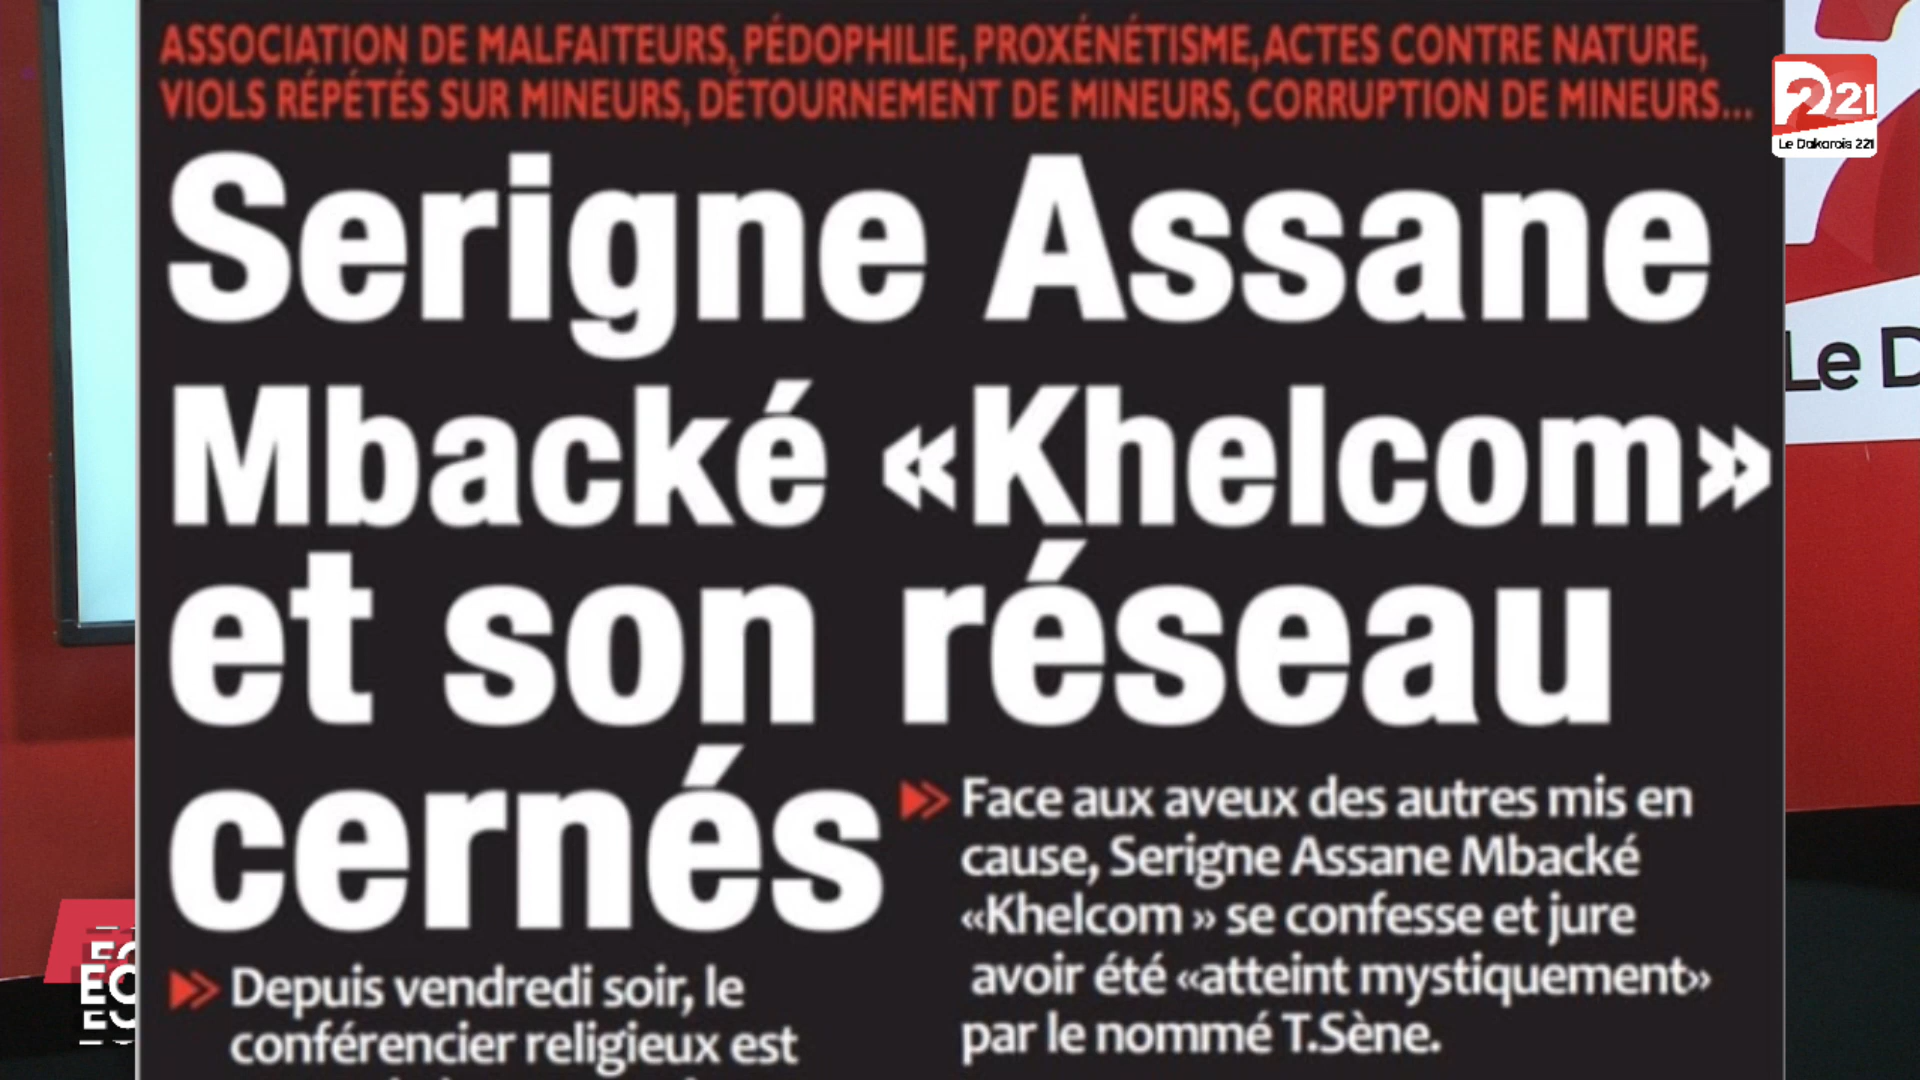 ASSOCIATION DE MALFAITEURS, PÉDOPHILIE, PROXÉNÉTISME, ACTES CONTRE NATURE,
VIOLS RÉPÉTÉS SUR MINEURS, DÉTOURNEMENT DE MINEURS, CORRUPTION DE MINEURS...
221
Le Dakarois 221
Serigne Assane
Mbacké «Khelcom»
et son réseau
cernés
Le D
Face aux aveux des autres mis en
cause, Serigne Assane Mbacké
«Khelcom » se confesse et jure
avoir été «atteint mystiquement»
par le nommé T.Sène.
Depuis vendredi soir, le
conférencier religieux est